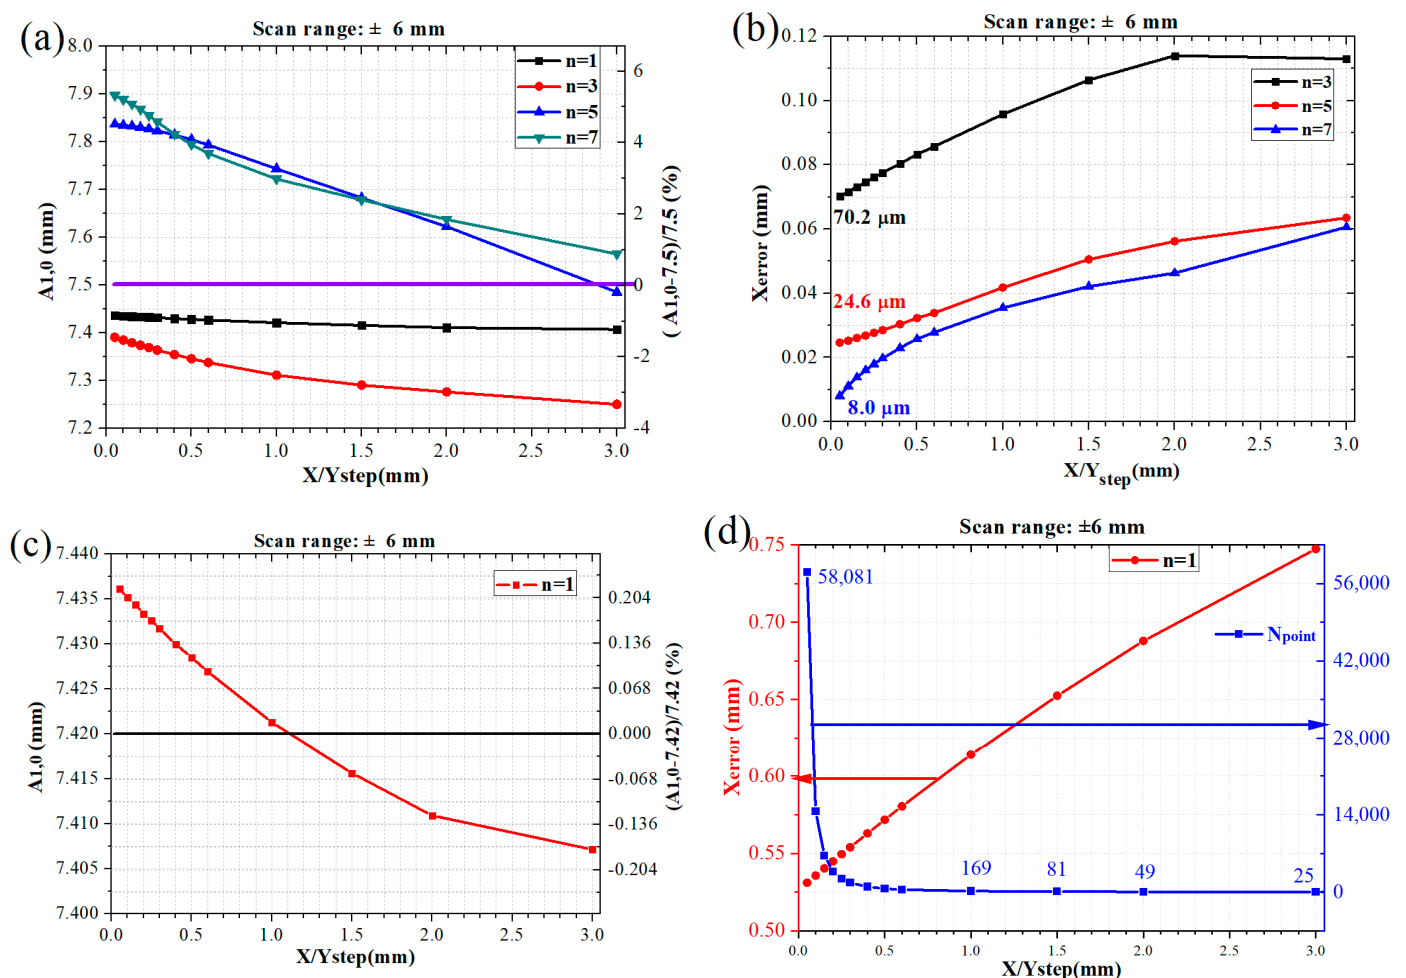 (a)
Scan range: ± 6 mm
8.0
7.9
7.8
7.7
7.6
7.5
7.4
7.3
7.2
A1,0 (mm)
n=1
n=3
n=5
n=7
6
4
2
0
-2
-4
( A1,0-7.5)/7.5 (%)
0.0 0.5 1.0 1.5 2.0 2.5 3.0
X/Ystep(mm)
(b)
Scan range: ± 6 mm
0.12
0.10
0.08
0.06
0.04
0.02
0.00
Xerror (mm)
n=3
n=5
n=7
70.2 μm
24.6 μm
8.0 μm
0.0 0.5 1.0 1.5 2.0 2.5 3.0
X/Ystep(mm)
(c)
Scan range: ± 6 mm
7.440
7.435
7.430
7.425
7.420
7.415
7.410
7.405
7.400
A1,0 (mm)
n=1
0.204
0.136
0.068
0.000
-0.068
-0.136
-0.204
(A1,0-7.42)/7.42 (%)
0.0 0.5 1.0 1.5 2.0 2.5 3.0
X/Ystep(mm)
(d)
Scan range: ±6 mm
0.75
0.70
0.65
0.60
0.55
0.50
Xerror (mm)
n=1
58,081
Npoint
169 81 49 25
56,000
42,000
28,000
14,000
0
0.0 0.5 1.0 1.5 2.0 2.5 3.0
X/Ystep(mm)